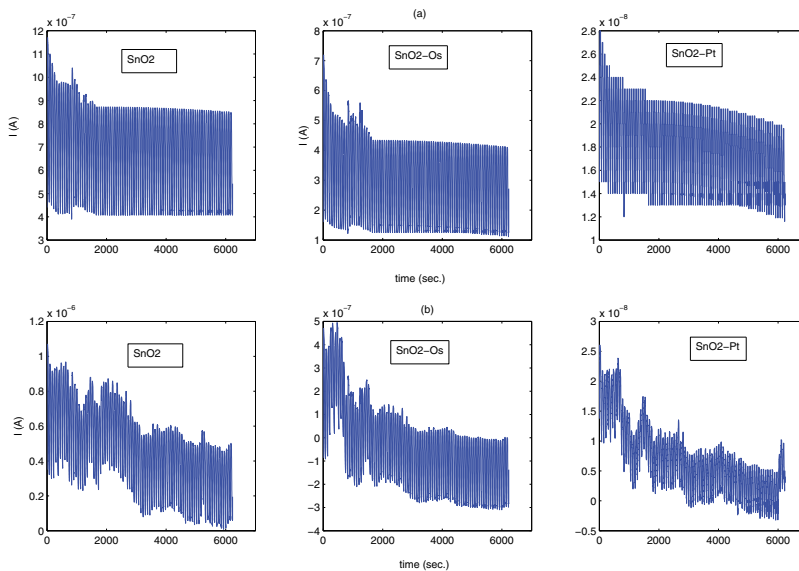 (a)
x 10⁻⁷
12
11
10
9
8
7
6
5
4
3
I (A)
SnO2
0 2000 4000 6000
x 10⁻⁷
8
7
6
5
4
3
2
1
I (A)
SnO2−Os
0 2000 4000 6000
time (sec.)
x 10⁻⁸
2.8
2.6
2.4
2.2
2
1.8
1.6
1.4
1.2
1
SnO2−Pt
0 2000 4000 6000
(b)
x 10⁻⁶
1.2
1
0.8
0.6
0.4
0.2
0
I (A)
SnO2
0 2000 4000 6000
x 10⁻⁷
5
4
3
2
1
0
−1
−2
−3
−4
SnO2−Os
0 2000 4000 6000
time (sec.)
x 10⁻⁸
3
2.5
2
1.5
1
0.5
0
−0.5
SnO2−Pt
0 2000 4000 6000